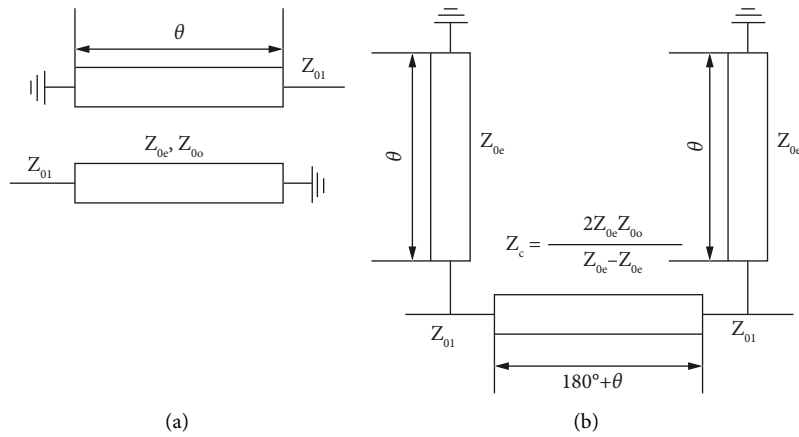 θ
Z01
Z0e, Z0o
Z01
(a)
θ
Z0e
θ
Z0e
Zc = 2Z0eZ0o
Z0e–Z0e
Z01
Z01
180°+θ
(b)